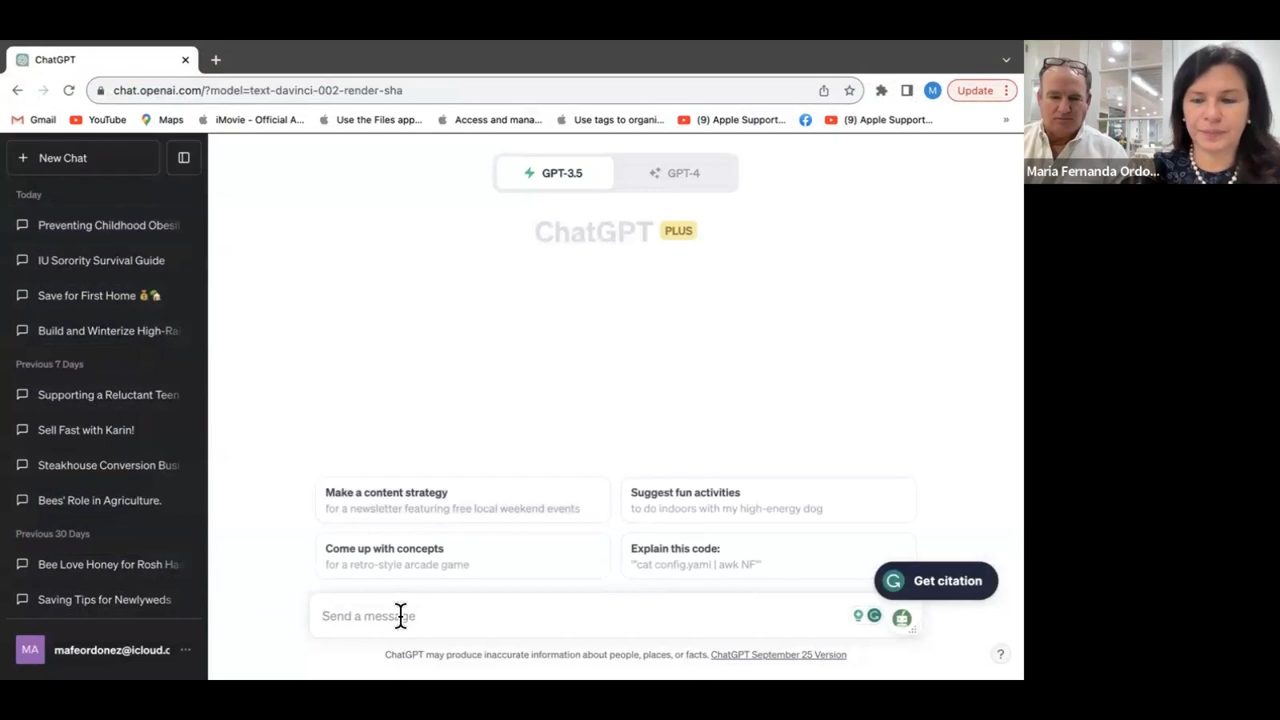 ChatGPT
chat.openai.com/?model=text-davinci-002-render-sha
M
Update
Gmail
YouTube
Maps
iMovie - Official A...
Use the Files app...
Access and mana...
Use tags to organi...
(9) Apple Support...
(9) Apple Support...
»
+ New Chat
Today
Preventing Childhood Obesi
IU Sorority Survival Guide
Save for First Home 💰🏡
Build and Winterize High-Ra
Previous 7 Days
Supporting a Reluctant Teen
Sell Fast with Karin!
Steakhouse Conversion Busi
Bees' Role in Agriculture.
Previous 30 Days
Bee Love Honey for Rosh Ha
Saving Tips for Newlyweds
MA
mafeordonez@icloud.c ...
GPT-3.5
GPT-4
ChatGPT PLUS
Make a content strategy
for a newsletter featuring free local weekend events
Suggest fun activities
to do indoors with my high-energy dog
Come up with concepts
for a retro-style arcade game
Explain this code:
"`cat config.yaml | awk NF`"
Get citation
Send a message
ChatGPT may produce inaccurate information about people, places, or facts. ChatGPT September 25 Version
?
Maria Fernanda Ordo...